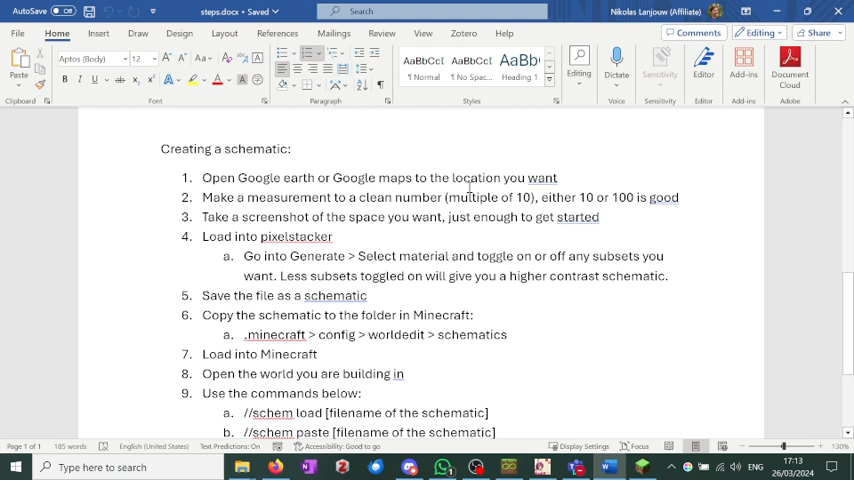 AutoSave Off steps.docx • Saved Search Nikolas Lanjouw (Affiliate)
File Home Insert Draw Design Layout References Mailings Review View Zotero Help Comments Editing Share
Paste Aptos (Body) 12 AaBbCcI AaBbCcI AaBb Editing Dictate Sensitivity Editor Add-ins Document Cloud
¶ Normal ¶ No Spac... Heading 1
Clipboard Font Paragraph Styles Voice Sensitivity Editor Add-ins Adobe
Creating a schematic:
1. Open Google earth or Google maps to the location you want
2. Make a measurement to a clean number (multiple of 10), either 10 or 100 is good
3. Take a screenshot of the space you want, just enough to get started
4. Load into pixelstacker
a. Go into Generate > Select material and toggle on or off any subsets you
want. Less subsets toggled on will give you a higher contrast schematic.
5. Save the file as a schematic
6. Copy the schematic to the folder in Minecraft:
a. .minecraft > config > worldedit > schematics
7. Load into Minecraft
8. Open the world you are building in
9. Use the commands below:
a. //schem load [filename of the schematic]
b. //schem paste [filename of the schematic]
Page 1 of 1 185 words English (United States) Text Predictions: On Accessibility: Good to go Display Settings Focus 130%
Type here to search ENG 17:13
26/03/2024